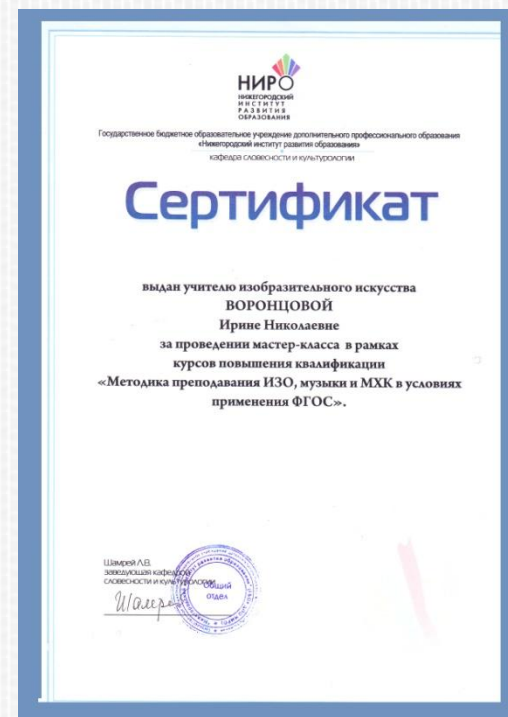 НИРО
НИЖЕГОРОДСКИЙ
ИНСТИТУТ
РАЗВИТИЯ
ОБРАЗОВАНИЯ
Государственное бюджетное образовательное учреждение дополнительного профессионального образования
«Нижегородский институт развития образования»
кафедра словесности и культурологии
Сертификат
выдан учителю изобразительного искусства
ВОРОНЦОВОЙ
Ирине Николаевне
за проведении мастер-класса в рамках
курсов повышения квалификации
«Методика преподавания ИЗО, музыки и МХК в условиях
применения ФГОС».
Шамрей Л.В.
заведующая кафедрой
словесности и культурологии
Общий
отдел